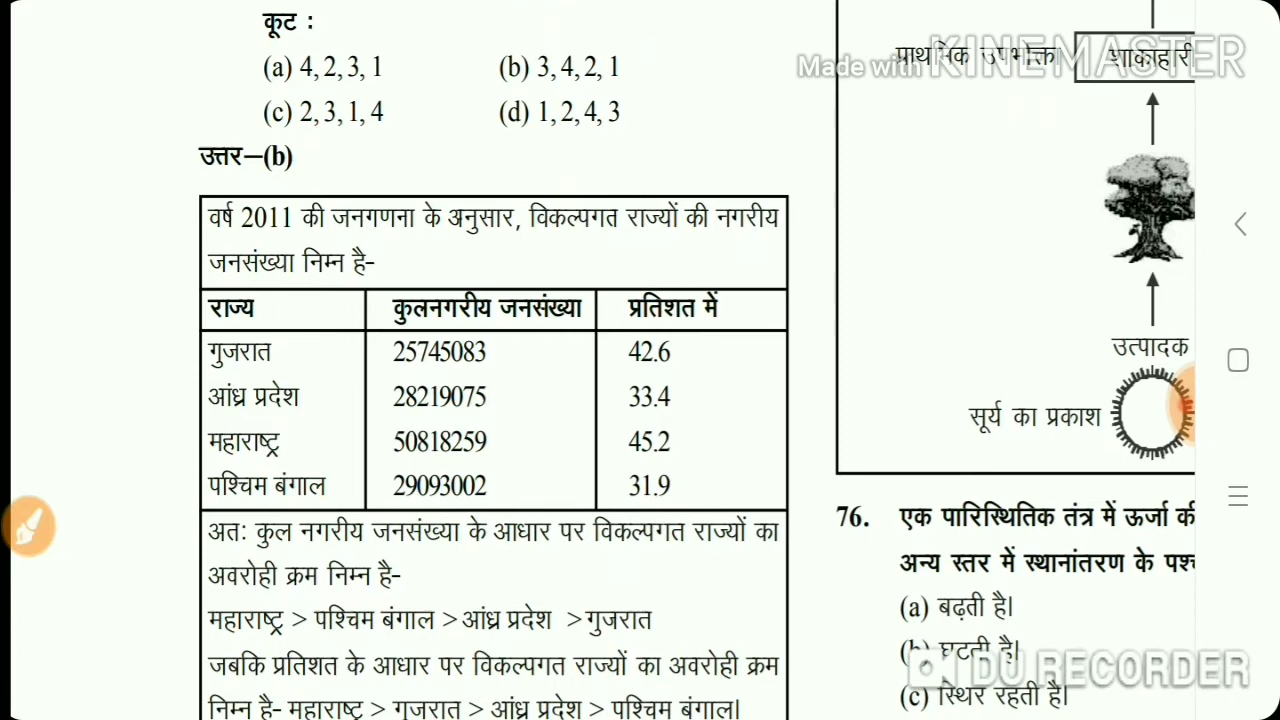 कूट :
(a) 4, 2, 3, 1 (b) 3, 4, 2, 1
(c) 2, 3, 1, 4 (d) 1, 2, 4, 3
उत्तर–(b)
वर्ष 2011 की जनगणना के अनुसार, विकल्पगत राज्यों की नगरीय
जनसंख्या निम्न है-
राज्य कुलनगरीय जनसंख्या प्रतिशत में
गुजरात 25745083 42.6
आंध्र प्रदेश 28219075 33.4
महाराष्ट्र 50818259 45.2
पश्चिम बंगाल 29093002 31.9
अतः कुल नगरीय जनसंख्या के आधार पर विकल्पगत राज्यों का
अवरोही क्रम निम्न है-
महाराष्ट्र > पश्चिम बंगाल > आंध्र प्रदेश > गुजरात
जबकि प्रतिशत के आधार पर विकल्पगत राज्यों का अवरोही क्रम
निम्न है- महाराष्ट्र > गुजरात > आंध्र प्रदेश > पश्चिम बंगाल।
प्राथमिक उपभोक्ता शाकाहारी
Made with KINEMASTER
उत्पादक
सूर्य का प्रकाश
76. एक पारिस्थितिक तंत्र में ऊर्जा की
अन्य स्तर में स्थानांतरण के
(a) बढ़ती है।
(b) घटती है।
(c) स्थिर रहती है।
DU RECORDER